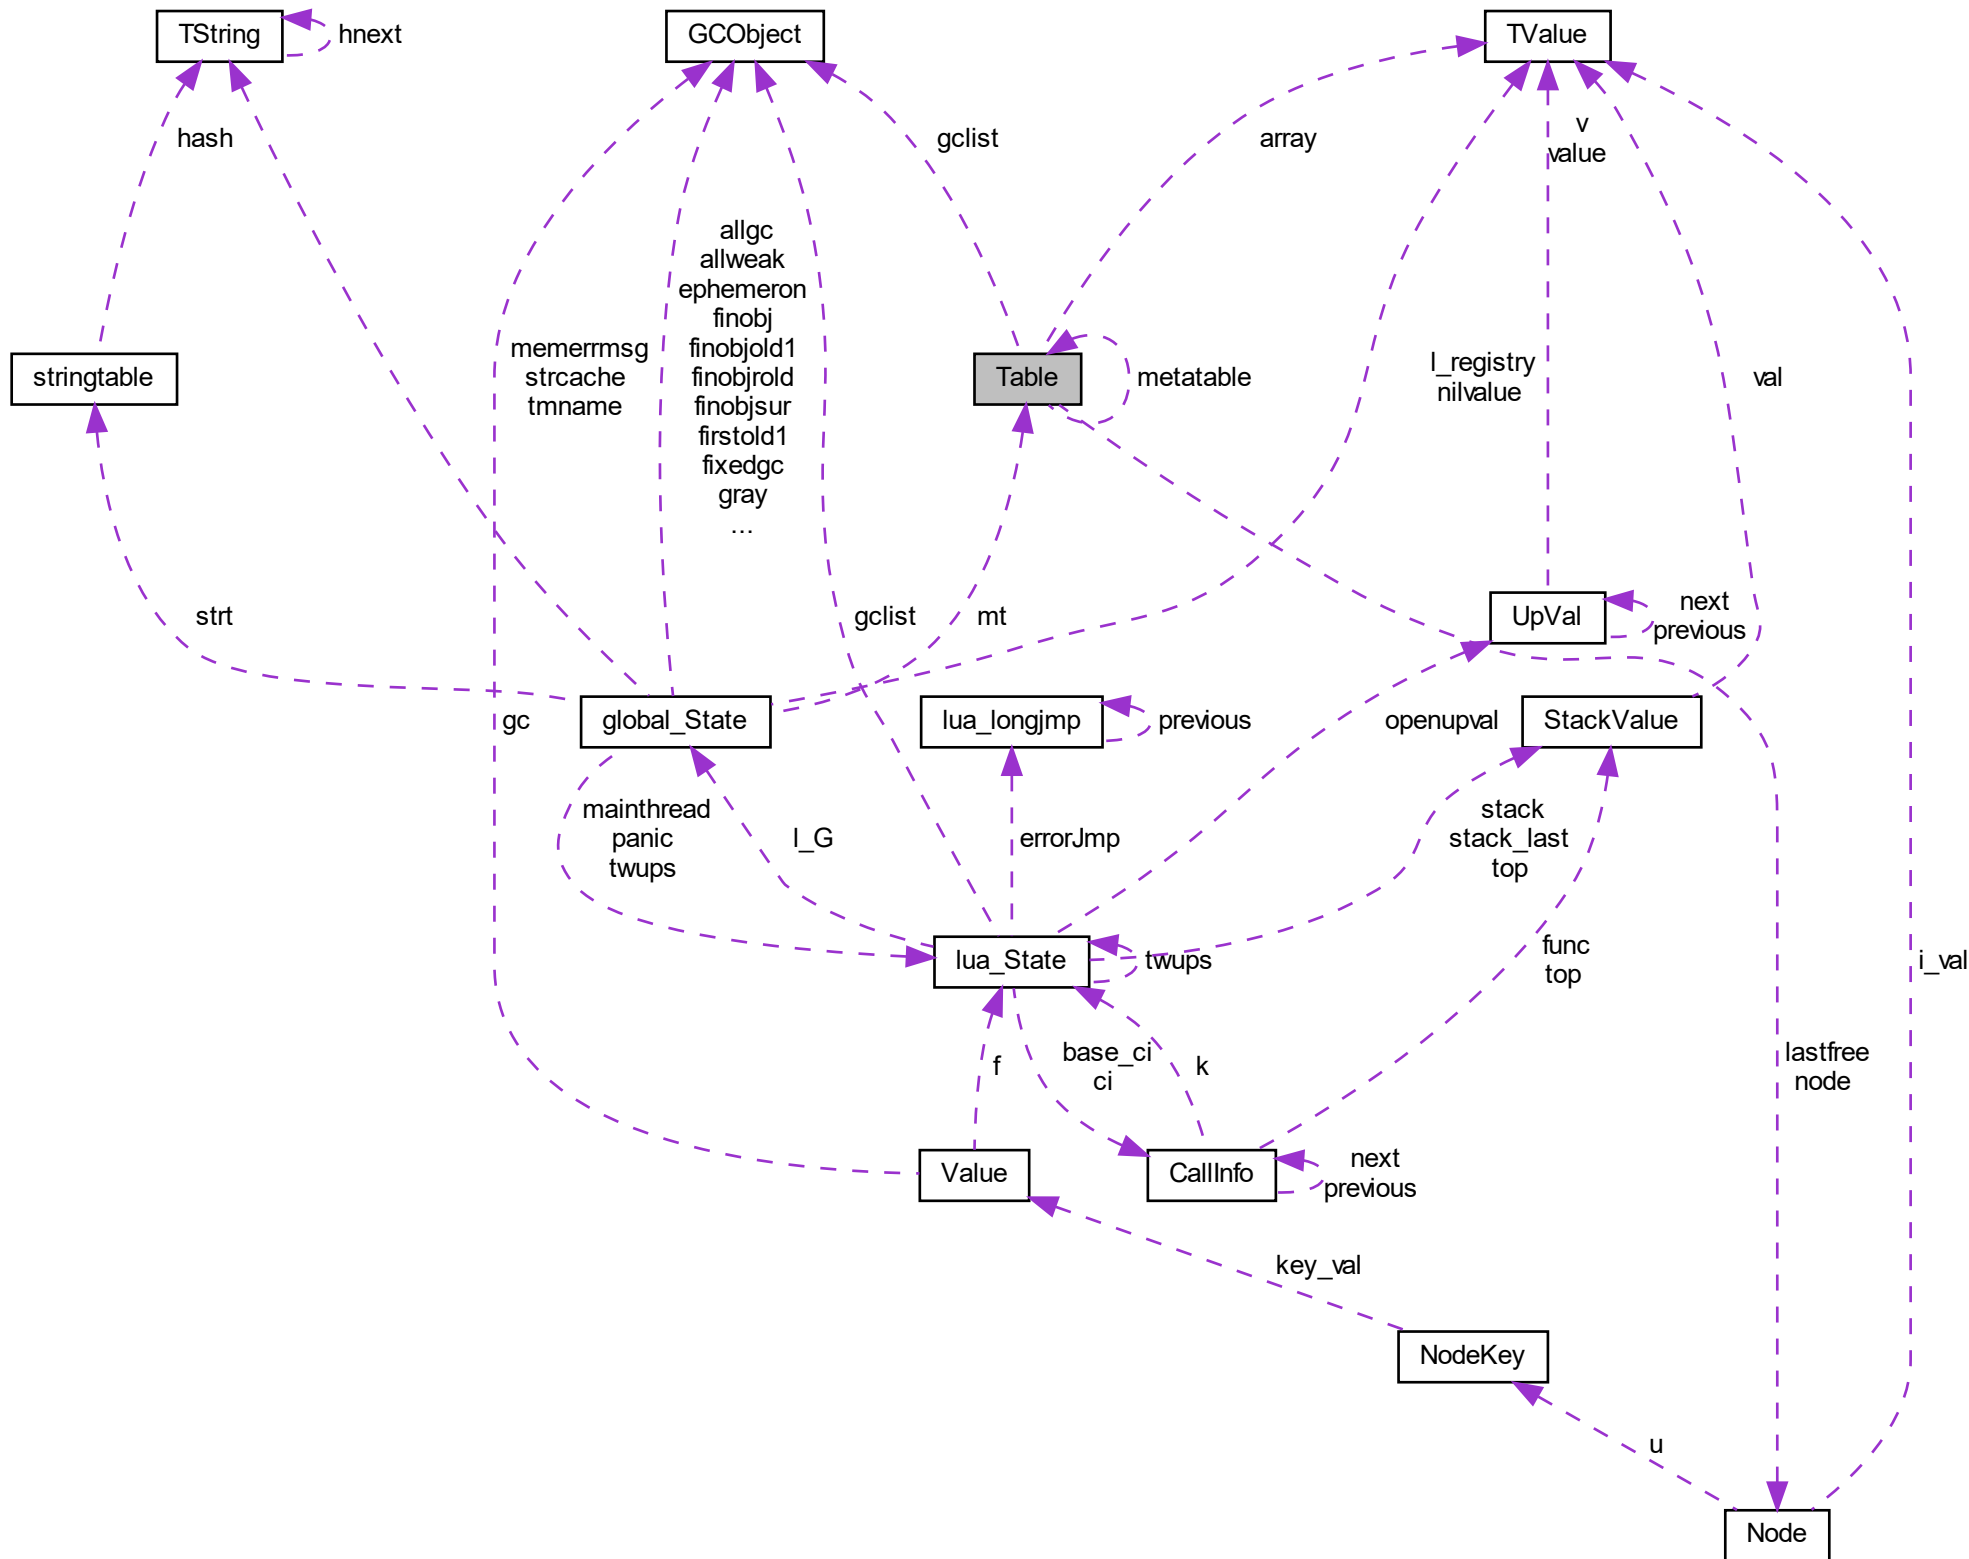 TString
hnext
GCObject
TValue
hash
gclist
array
v
value
allgc
allweak
ephemeron
finobj
finobjold1
finobjrold
finobjsur
firstold1
fixedgc
gray
...
memerrmsg
strcache
tmname
stringtable
Table
metatable
l_registry
nilvalue
val
strt
gclist
mt
UpVal
next
previous
gc
global_State
lua_longjmp
previous
openupval
StackValue
mainthread
panic
twups
l_G
errorJmp
stack
stack_last
top
lua_State
twups
func
top
i_val
f
base_ci
ci
k
lastfree
node
Value
CallInfo
next
previous
key_val
NodeKey
u
Node